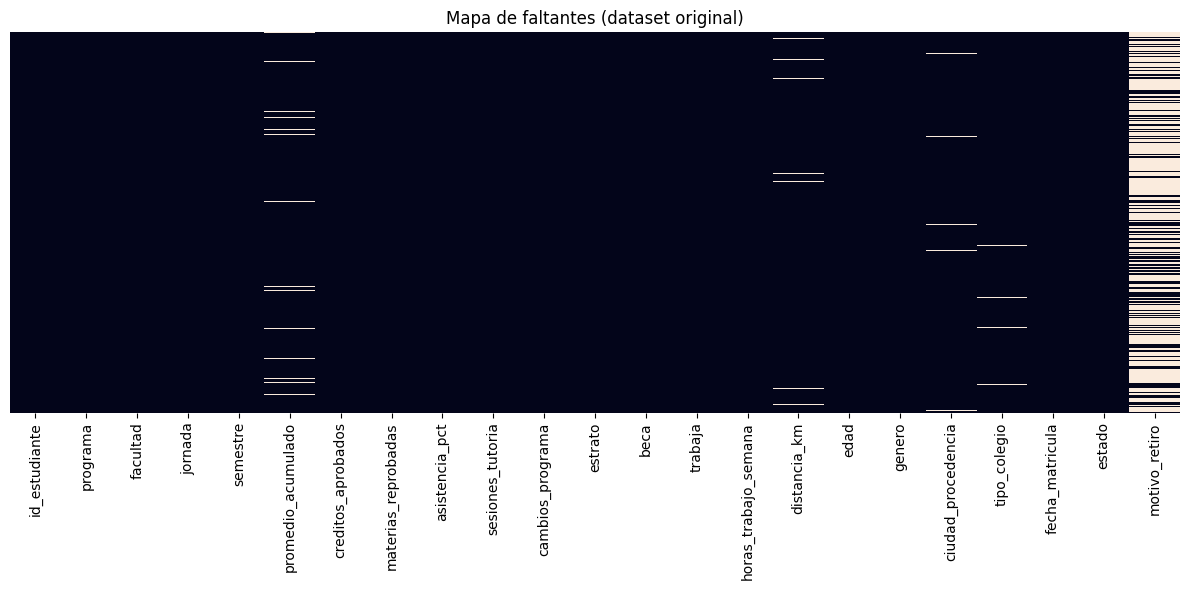 Mapa de faltantes (dataset original)
id_estudiante
programa
facultad
jornada
semestre
promedio_acumulado
creditos_aprobados
materias_reprobadas
asistencia_pct
sesiones_tutoria
cambios_programa
estrato
beca
trabaja
horas_trabajo_semana
distancia_km
edad
genero
ciudad_procedencia
tipo_colegio
fecha_matricula
estado
motivo_retiro